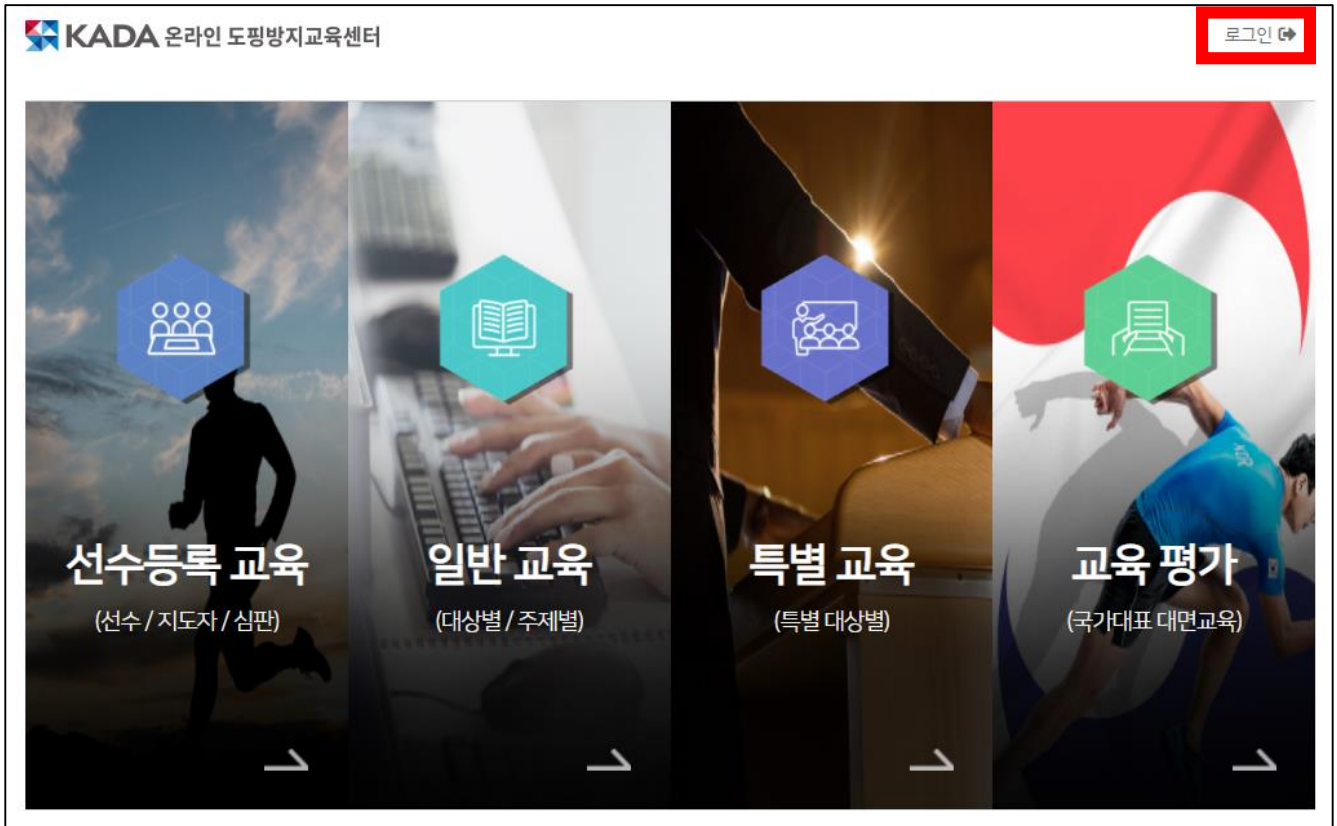 KADA 온라인 도핑방지교육센터
로그인
선수등록 교육
(선수 / 지도자 / 심판)
일반 교육
(대상별 / 주제별)
특별 교육
(특별 대상별)
교육 평가
(국가대표 대면교육)
KOR